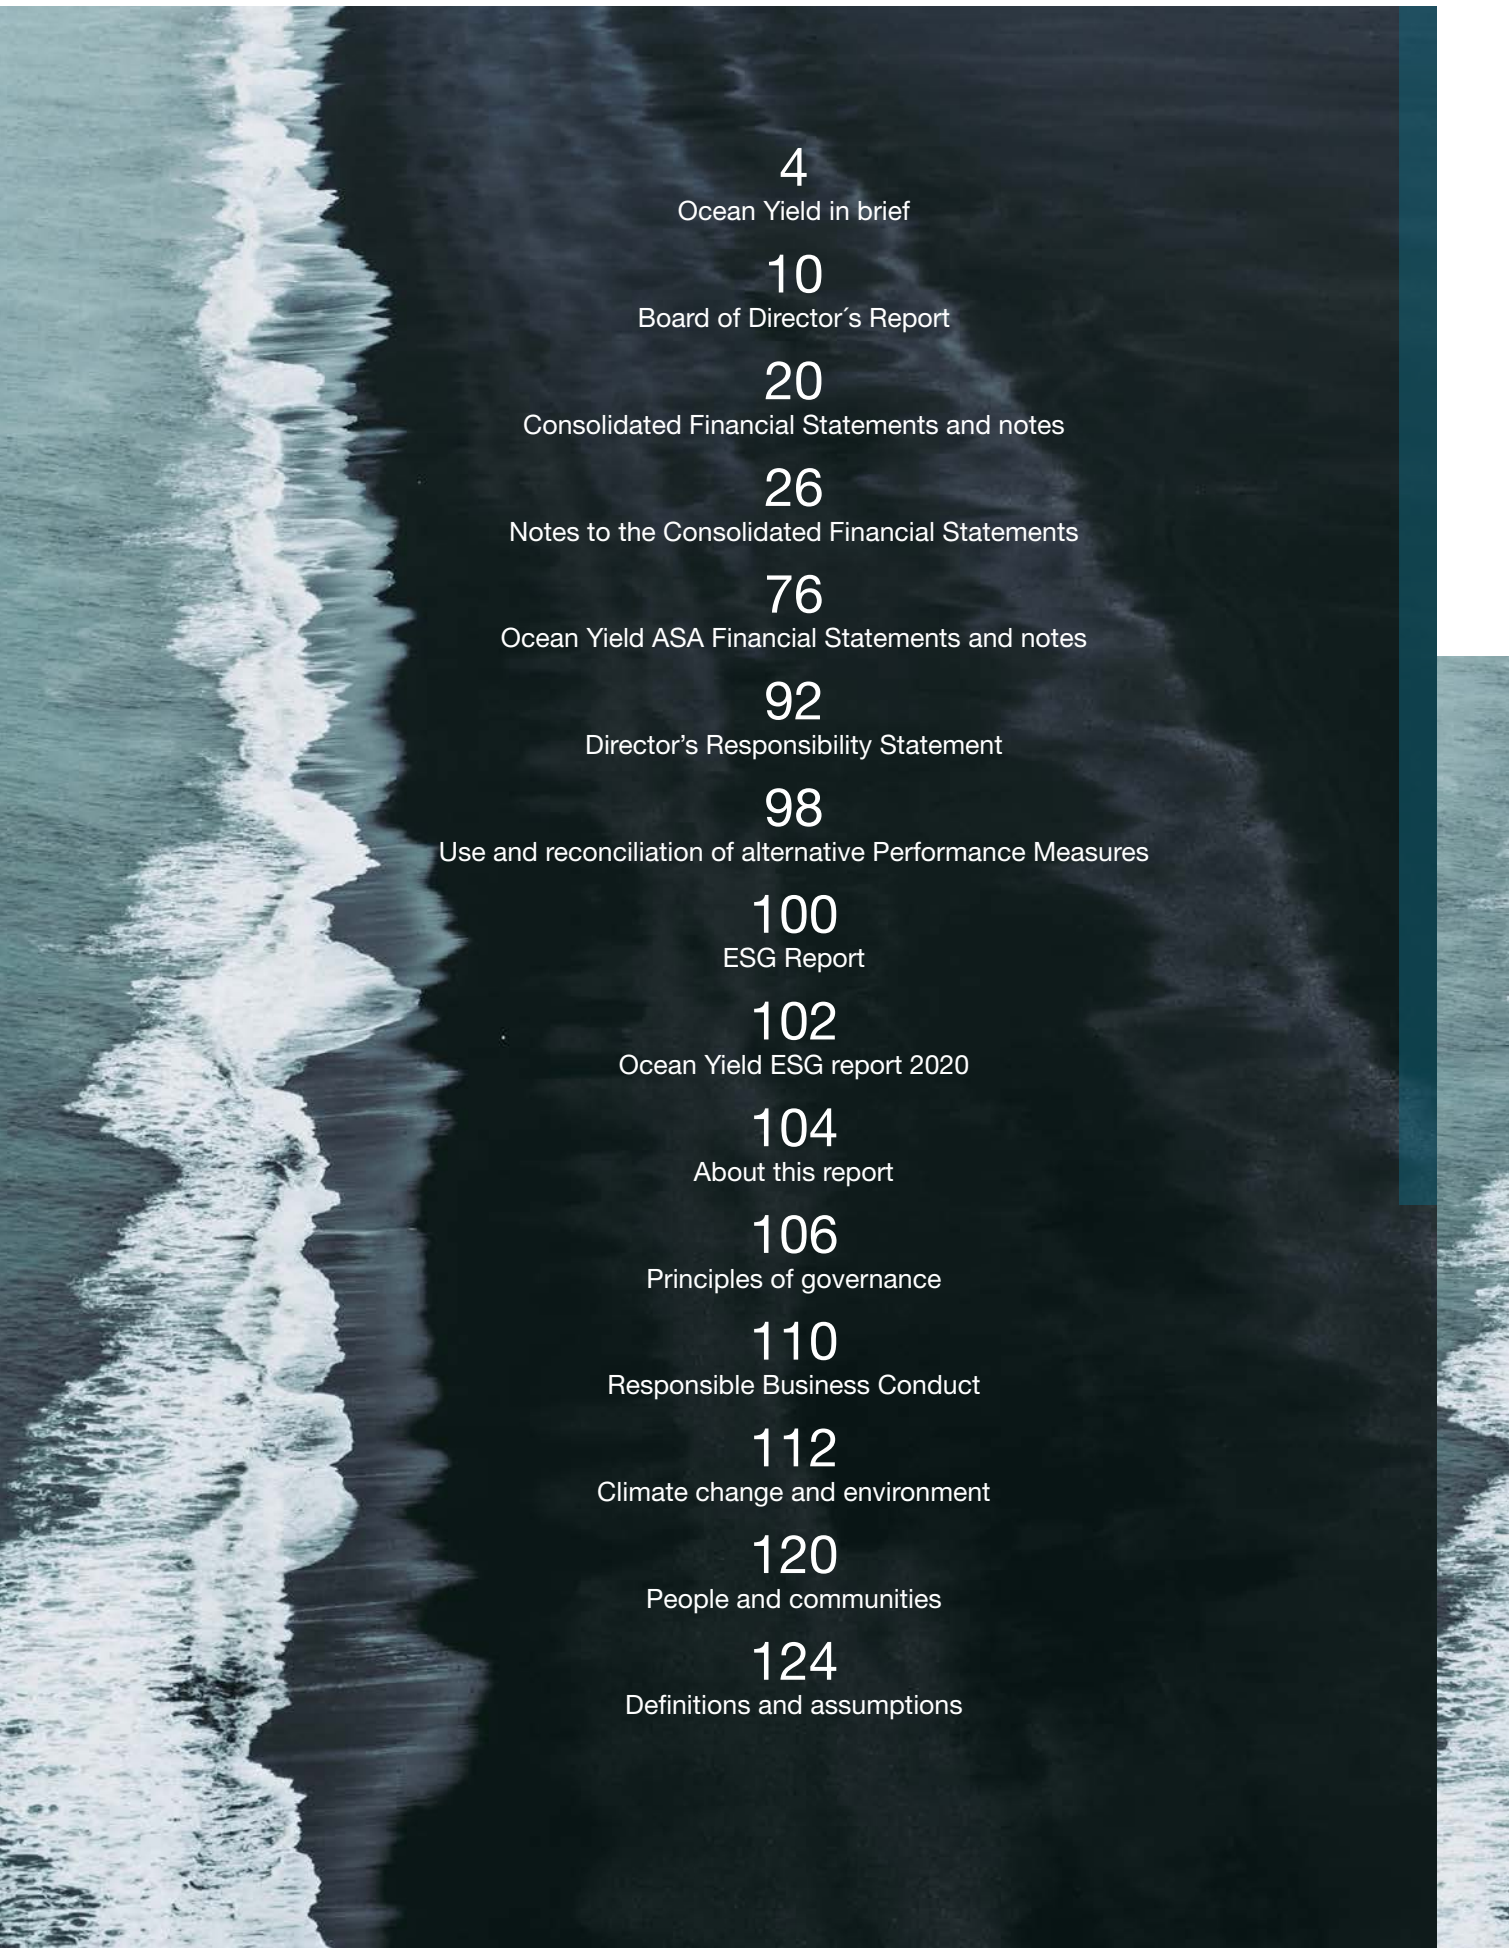 4
Ocean Yield in brief
10
Board of Director´s Report
20
Consolidated Financial Statements and notes
26
Notes to the Consolidated Financial Statements
76
Ocean Yield ASA Financial Statements and notes
92
Director’s Responsibility Statement
98
Use and reconciliation of alternative Performance Measures
100
ESG Report
102
Ocean Yield ESG report 2020
104
About this report
106
Principles of governance
110
Responsible Business Conduct
112
Climate change and environment
120
People and communities
124
Definitions and assumptions